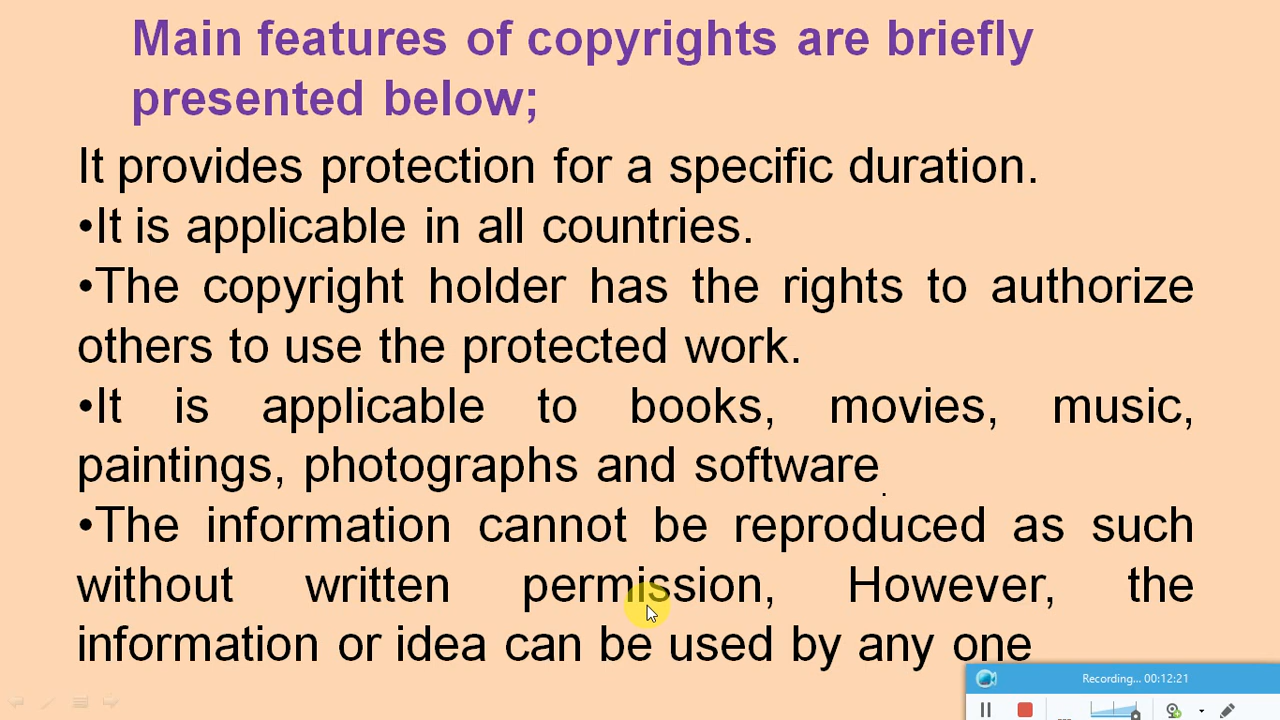 Main features of copyrights are briefly
presented below;
It provides protection for a specific duration.
•It is applicable in all countries.
•The copyright holder has the rights to authorize
others to use the protected work.
•It is applicable to books, movies, music,
paintings, photographs and software.
•The information cannot be reproduced as such
without written permission, However, the
information or idea can be used by any one
Recording... 00:12:21